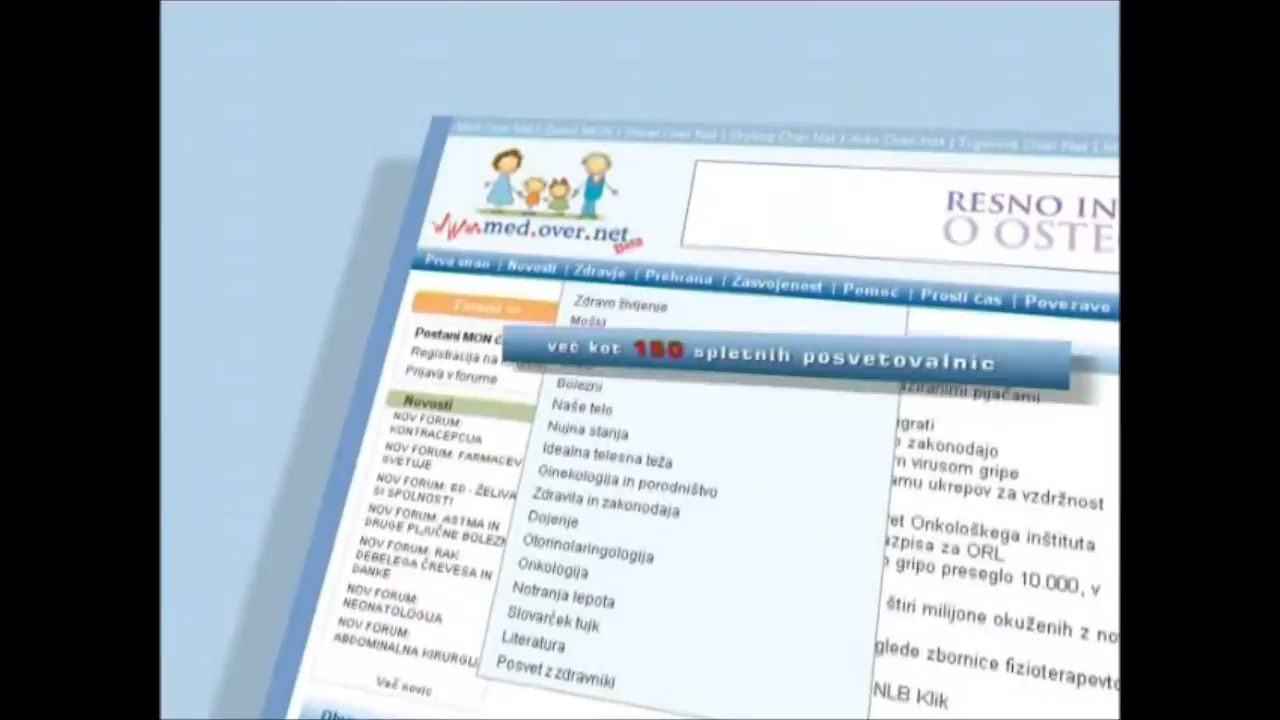 med.over.net
Beta
RESNO IN
O OSTE
Prva stran | Novosti | Zdravje | Prehrana | Zasvojenost | Pomoč | Prosti čas | Povezave
Zdravo življenje
Moški
Postani MON
Registracija na
Prijava v forume
več kot 150 spletnih posvetovalnic
Bolezni
Naše telo
Nujna stanja
Idealna telesna teža
Ginekologija in porodništvo
Zdravila in zakonodaja
Dojenje
Otorinolaringologija
Onkologija
Notranja lepota
Slovarček tujk
Literatura
Posvet z zdravniki
Novosti
NOV FORUM:
KONTRACEPCIJA
NOV FORUM: FARMACEV
SVETUJE
NOV FORUM: ED - ŽELIVA
SI SPOLNOSTI
NOV FORUM: ASTMA IN
DRUGE PLJUČNE BOLEZN
NOV FORUM: RAK
DEBELEGA ČREVESA IN
DANKE
NOV FORUM:
NEONATOLOGIJA
NOV FORUM:
ABDOMINALNA KIRURGIJ
Več novic
pijačami
zakonodajo
virusom gripe
ukrepov za vzdržnost
Onkološkega inštituta
za ORL
gripo preseglo 10.000, v
štiri milijone okuženih z no
glede zbornice fizioterapevto
NLB Klik